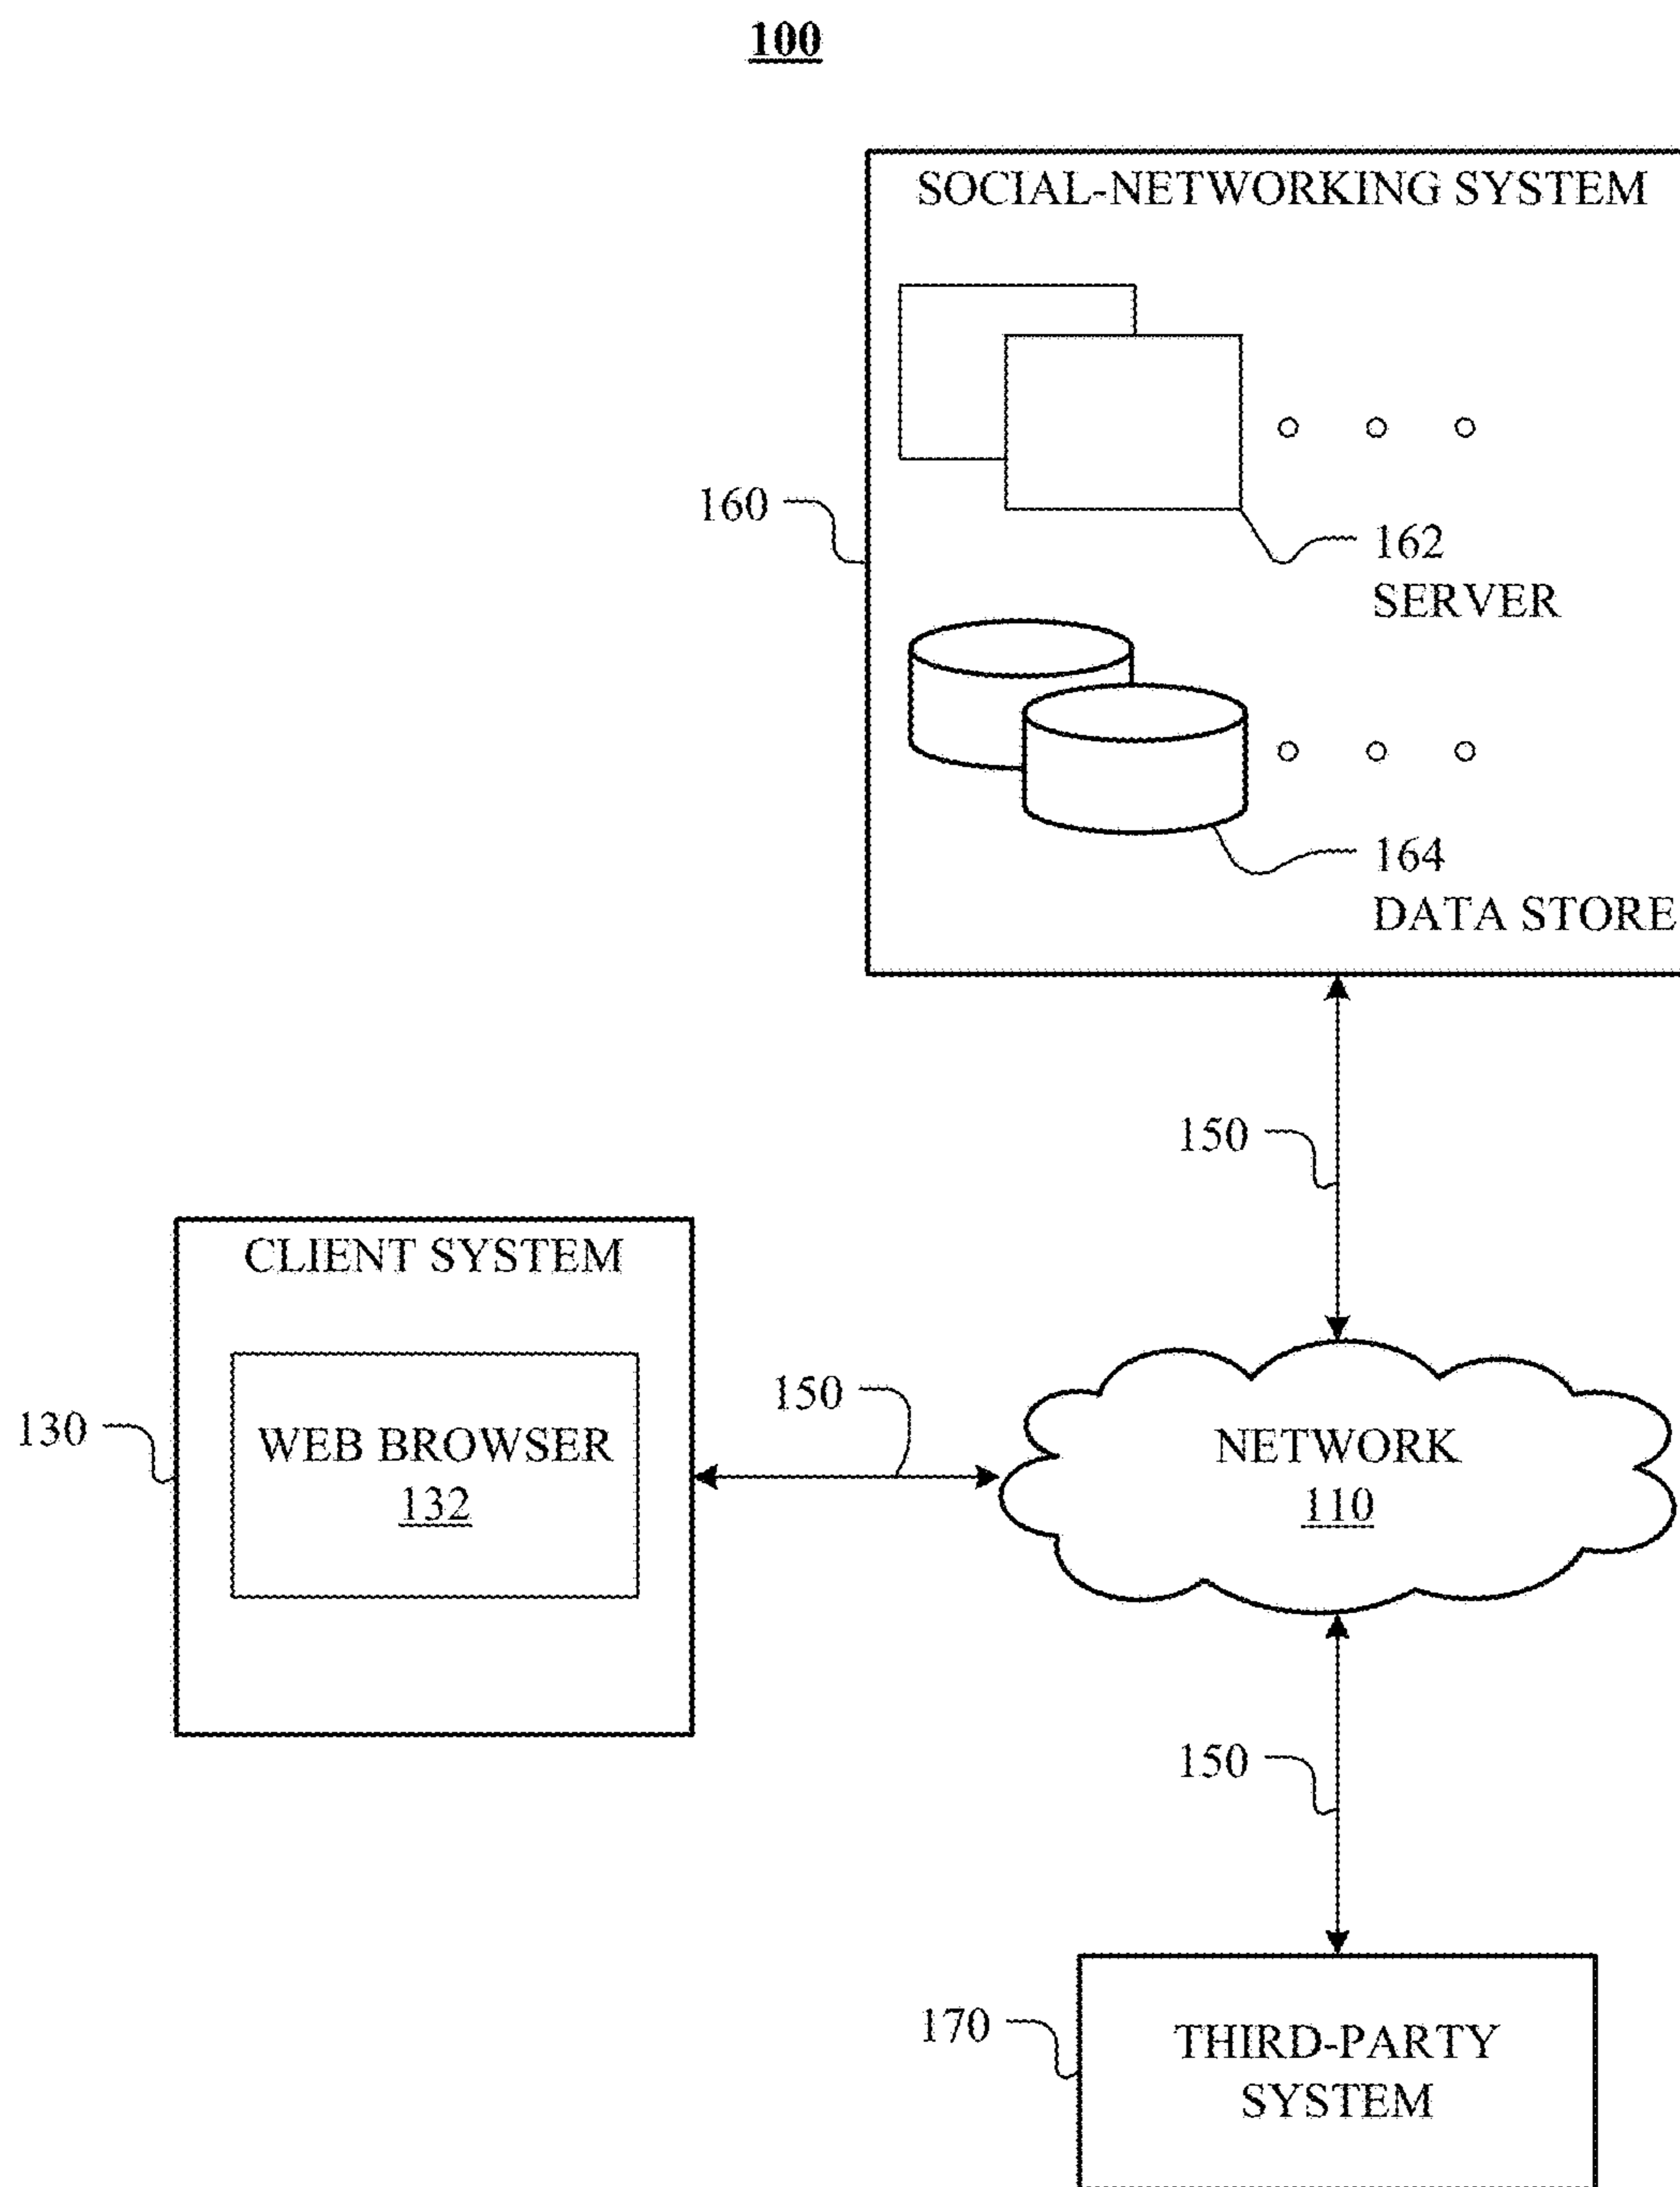 100
SOCIAL-NETWORKING SYSTEM
160
162
SERVER
164
DATA STORE
150
CLIENT SYSTEM
130
WEB BROWSER
132
150
NETWORK
110
150
170
THIRD-PARTY
SYSTEM